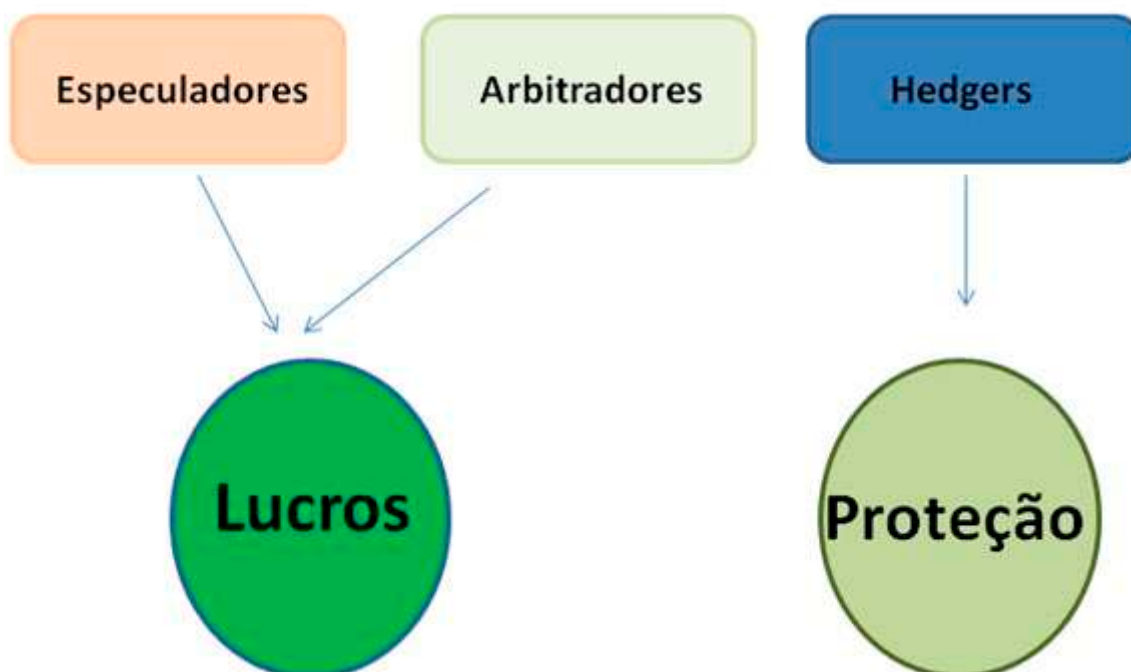 Especuladores
Arbitradores
Hedgers
Lucros
Proteção